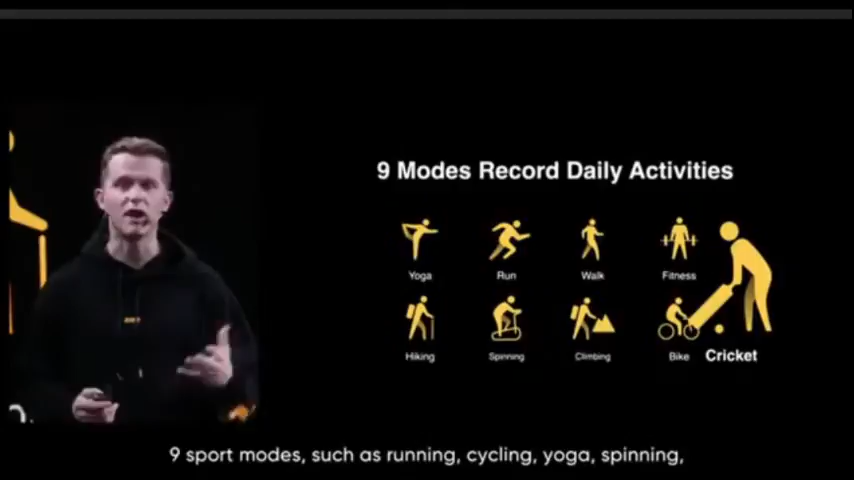 9 Modes Record Daily Activities
Yoga Run Walk Fitness
Hiking Spinning Climbing Bike Cricket
9 sport modes, such as running, cycling, yoga, spinning,